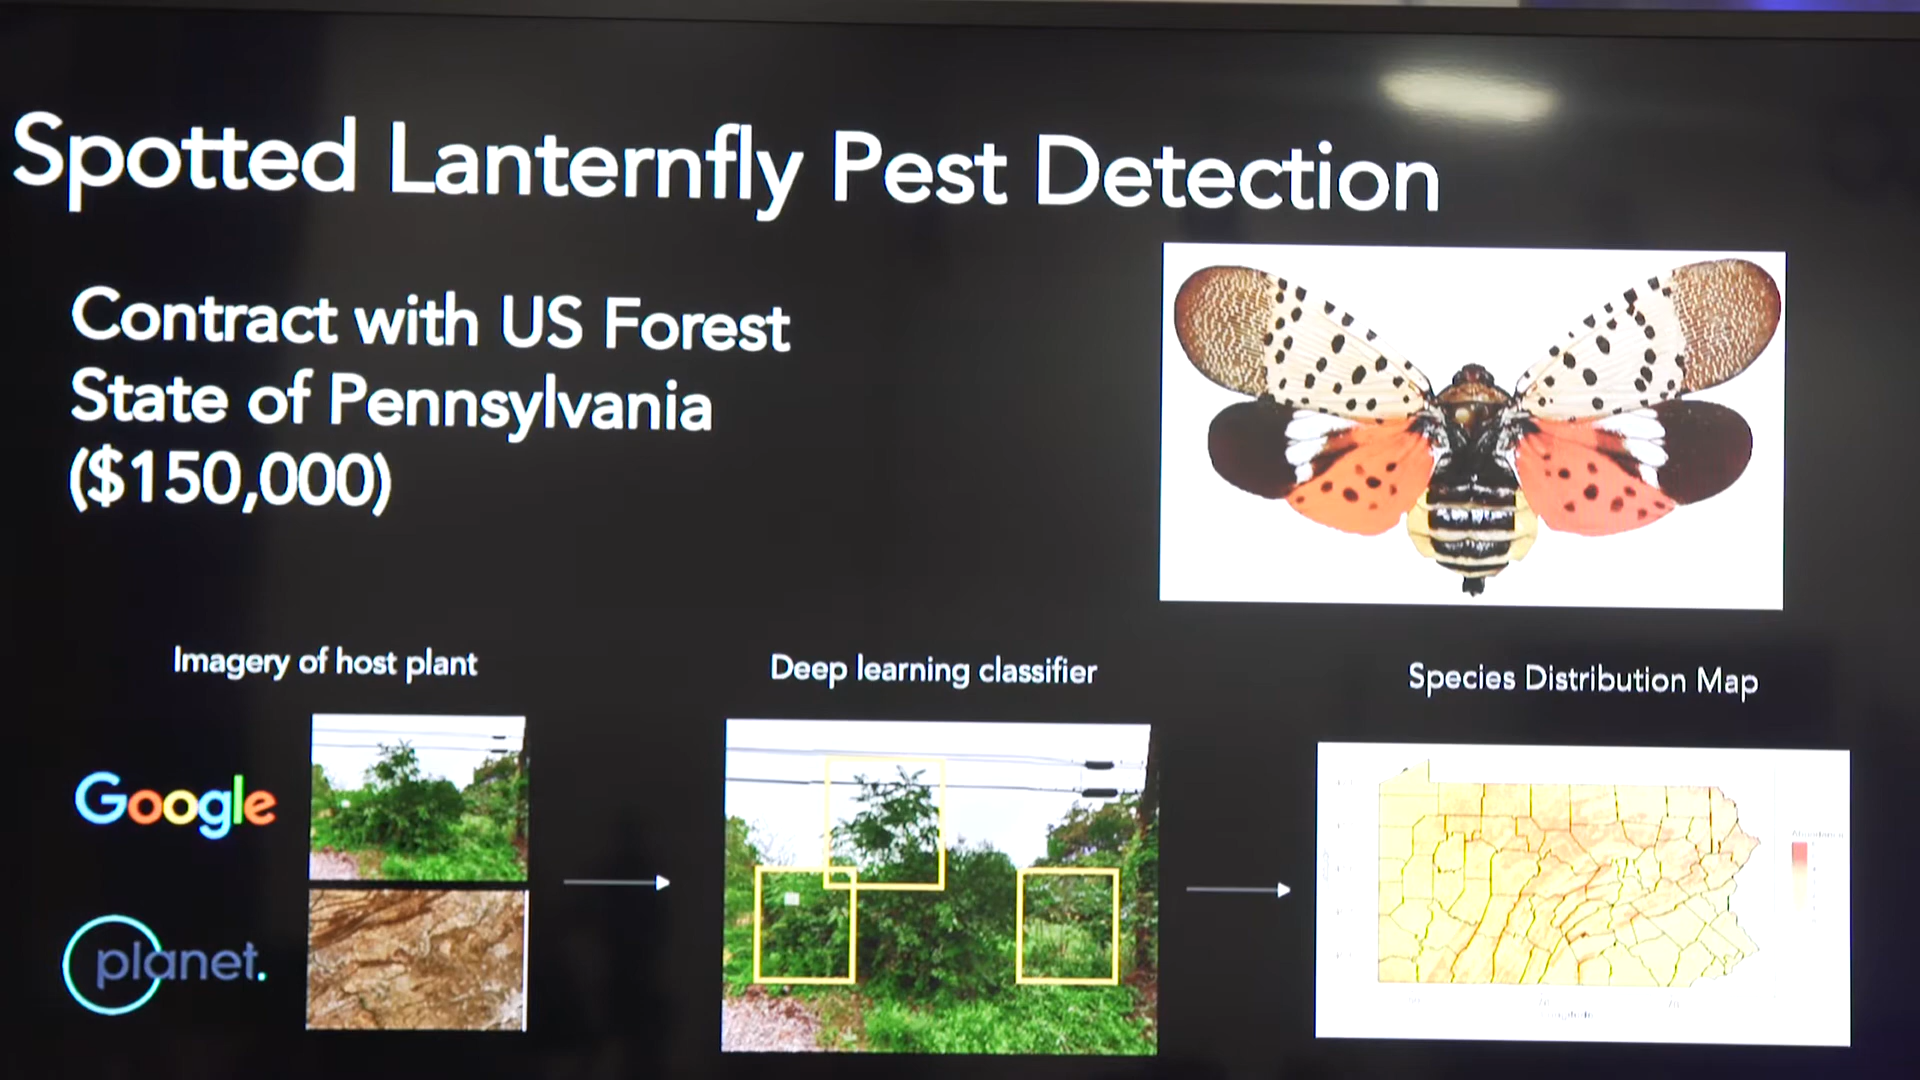 Spotted Lanternfly Pest Detection
Contract with US Forest
State of Pennsylvania
($150,000)
Imagery of host plant
Deep learning classifier
Species Distribution Map
Google
planet.
Abundance